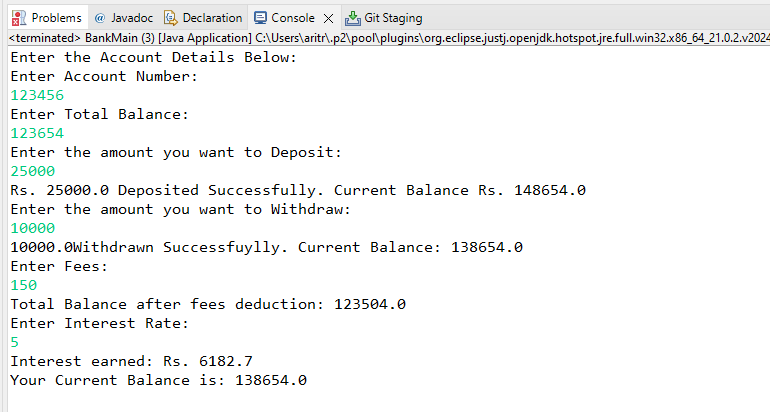 Problems @ Javadoc Declaration Console Git Staging
<terminated> BankMain (3) [Java Application] C:\Users\aritr\.p2\pool\plugins\org.eclipse.justj.openjdk.hotspot.jre.full.win32.x86_64_21.0.2.v2024
Enter the Account Details Below:
Enter Account Number:
123456
Enter Total Balance:
123654
Enter the amount you want to Deposit:
25000
Rs. 25000.0 Deposited Successfully. Current Balance Rs. 148654.0
Enter the amount you want to Withdraw:
10000
10000.0Withdrawn Successfuylly. Current Balance: 138654.0
Enter Fees:
150
Total Balance after fees deduction: 123504.0
Enter Interest Rate:
5
Interest earned: Rs. 6182.7
Your Current Balance is: 138654.0